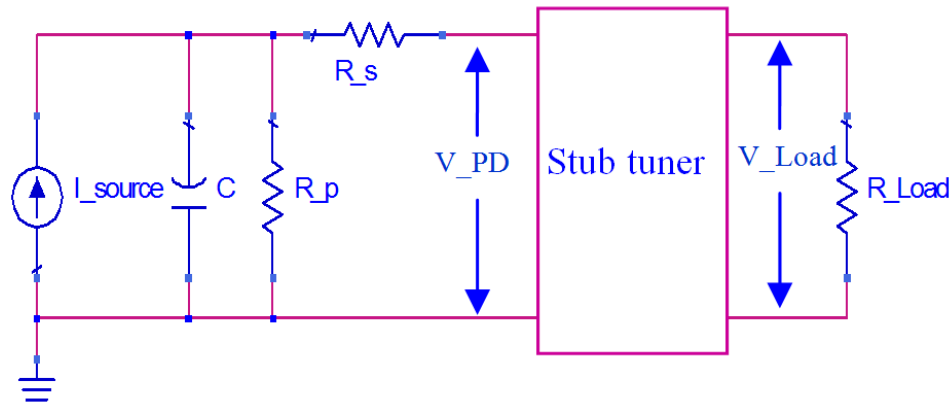 R_s
I_source
C
R_p
V_PD
Stub tuner
V_Load
R_Load